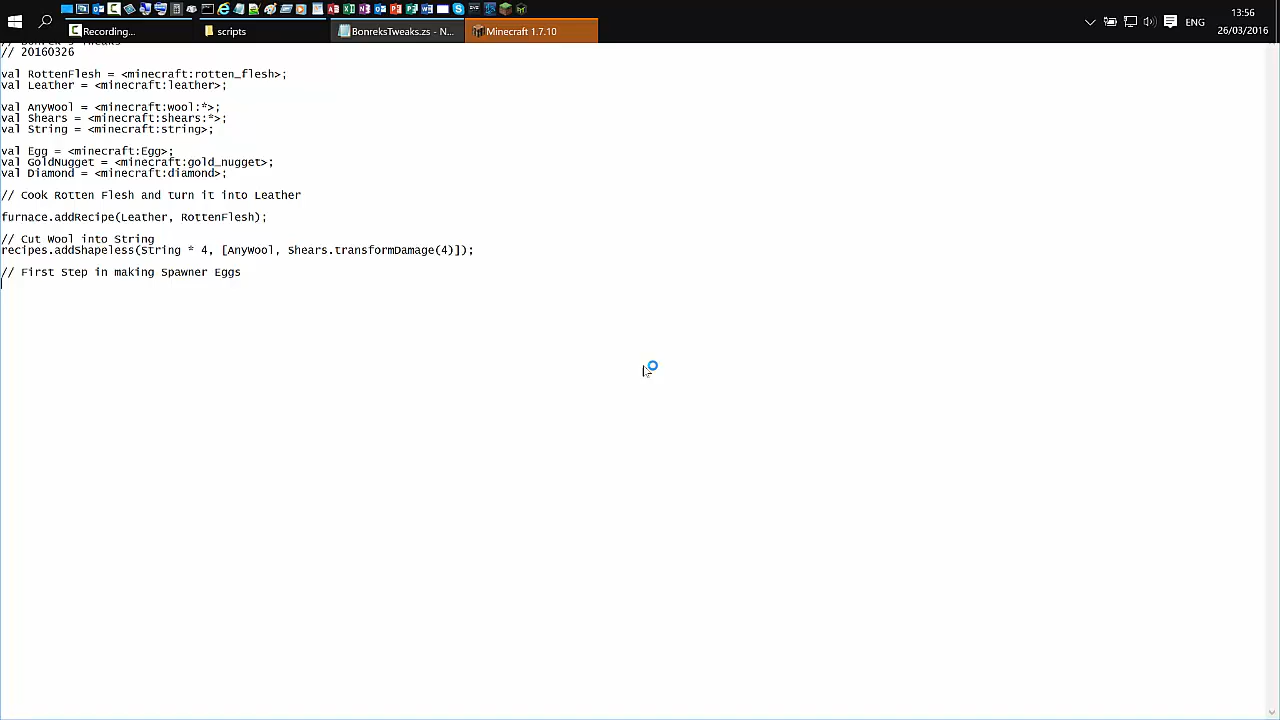 13:56
Recording...
scripts
BonreksTweaks.zs - N...
Minecraft 1.7.10
ENG
26/03/2016
// 20160326
val RottenFlesh = <minecraft:rotten_flesh>;
val Leather = <minecraft:leather>;
val AnyWool = <minecraft:wool:*>;
val Shears = <minecraft:shears:*>;
val String = <minecraft:string>;
val Egg = <minecraft:Egg>;
val GoldNugget = <minecraft:gold_nugget>;
val Diamond = <minecraft:diamond>;
// Cook Rotten Flesh and turn it into Leather
furnace.addRecipe(Leather, RottenFlesh);
// Cut Wool into String
recipes.addShapeless(String * 4, [AnyWool, Shears.transformDamage(4)]);
// First Step in making Spawner Eggs